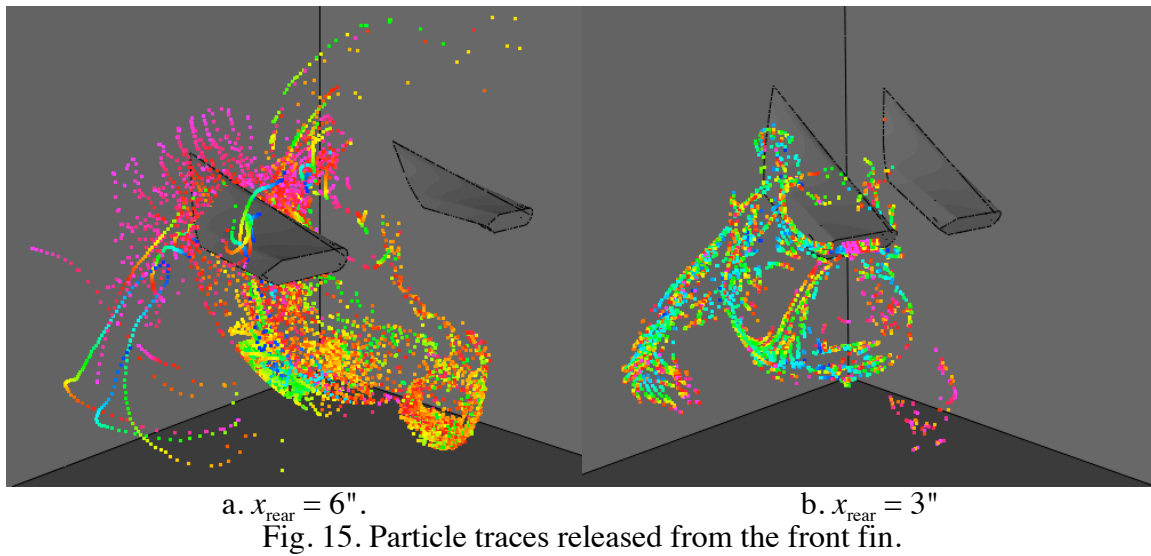 a. x_rear = 6". b. x_rear = 3"
Fig. 15. Particle traces released from the front fin.